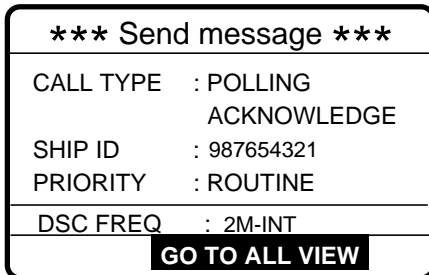 *** Send message ***
CALL TYPE : POLLING
ACKNOWLEDGE
SHIP ID : 987654321
PRIORITY : ROUTINE
DSC FREQ : 2M-INT
GO TO ALL VIEW